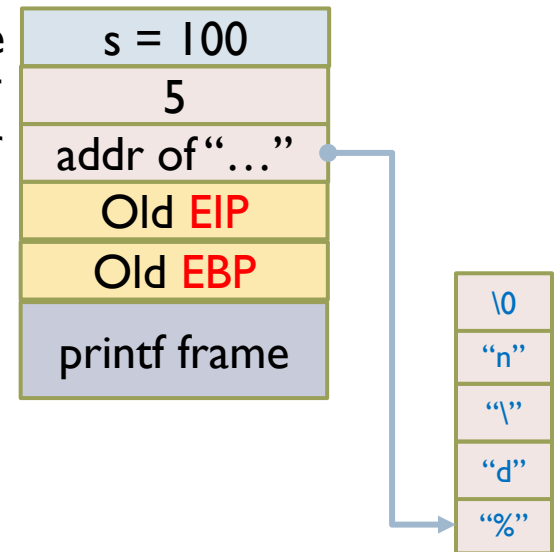 s = 100
5
addr of “…”
Old EIP
Old EBP
printf frame
\0
“n”
“\”
“d”
“%”